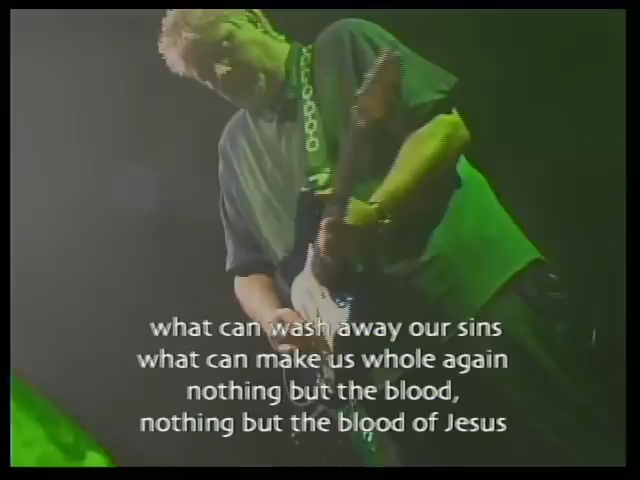 what can wash away our sins
what can make us whole again
nothing but the blood,
nothing but the blood of Jesus